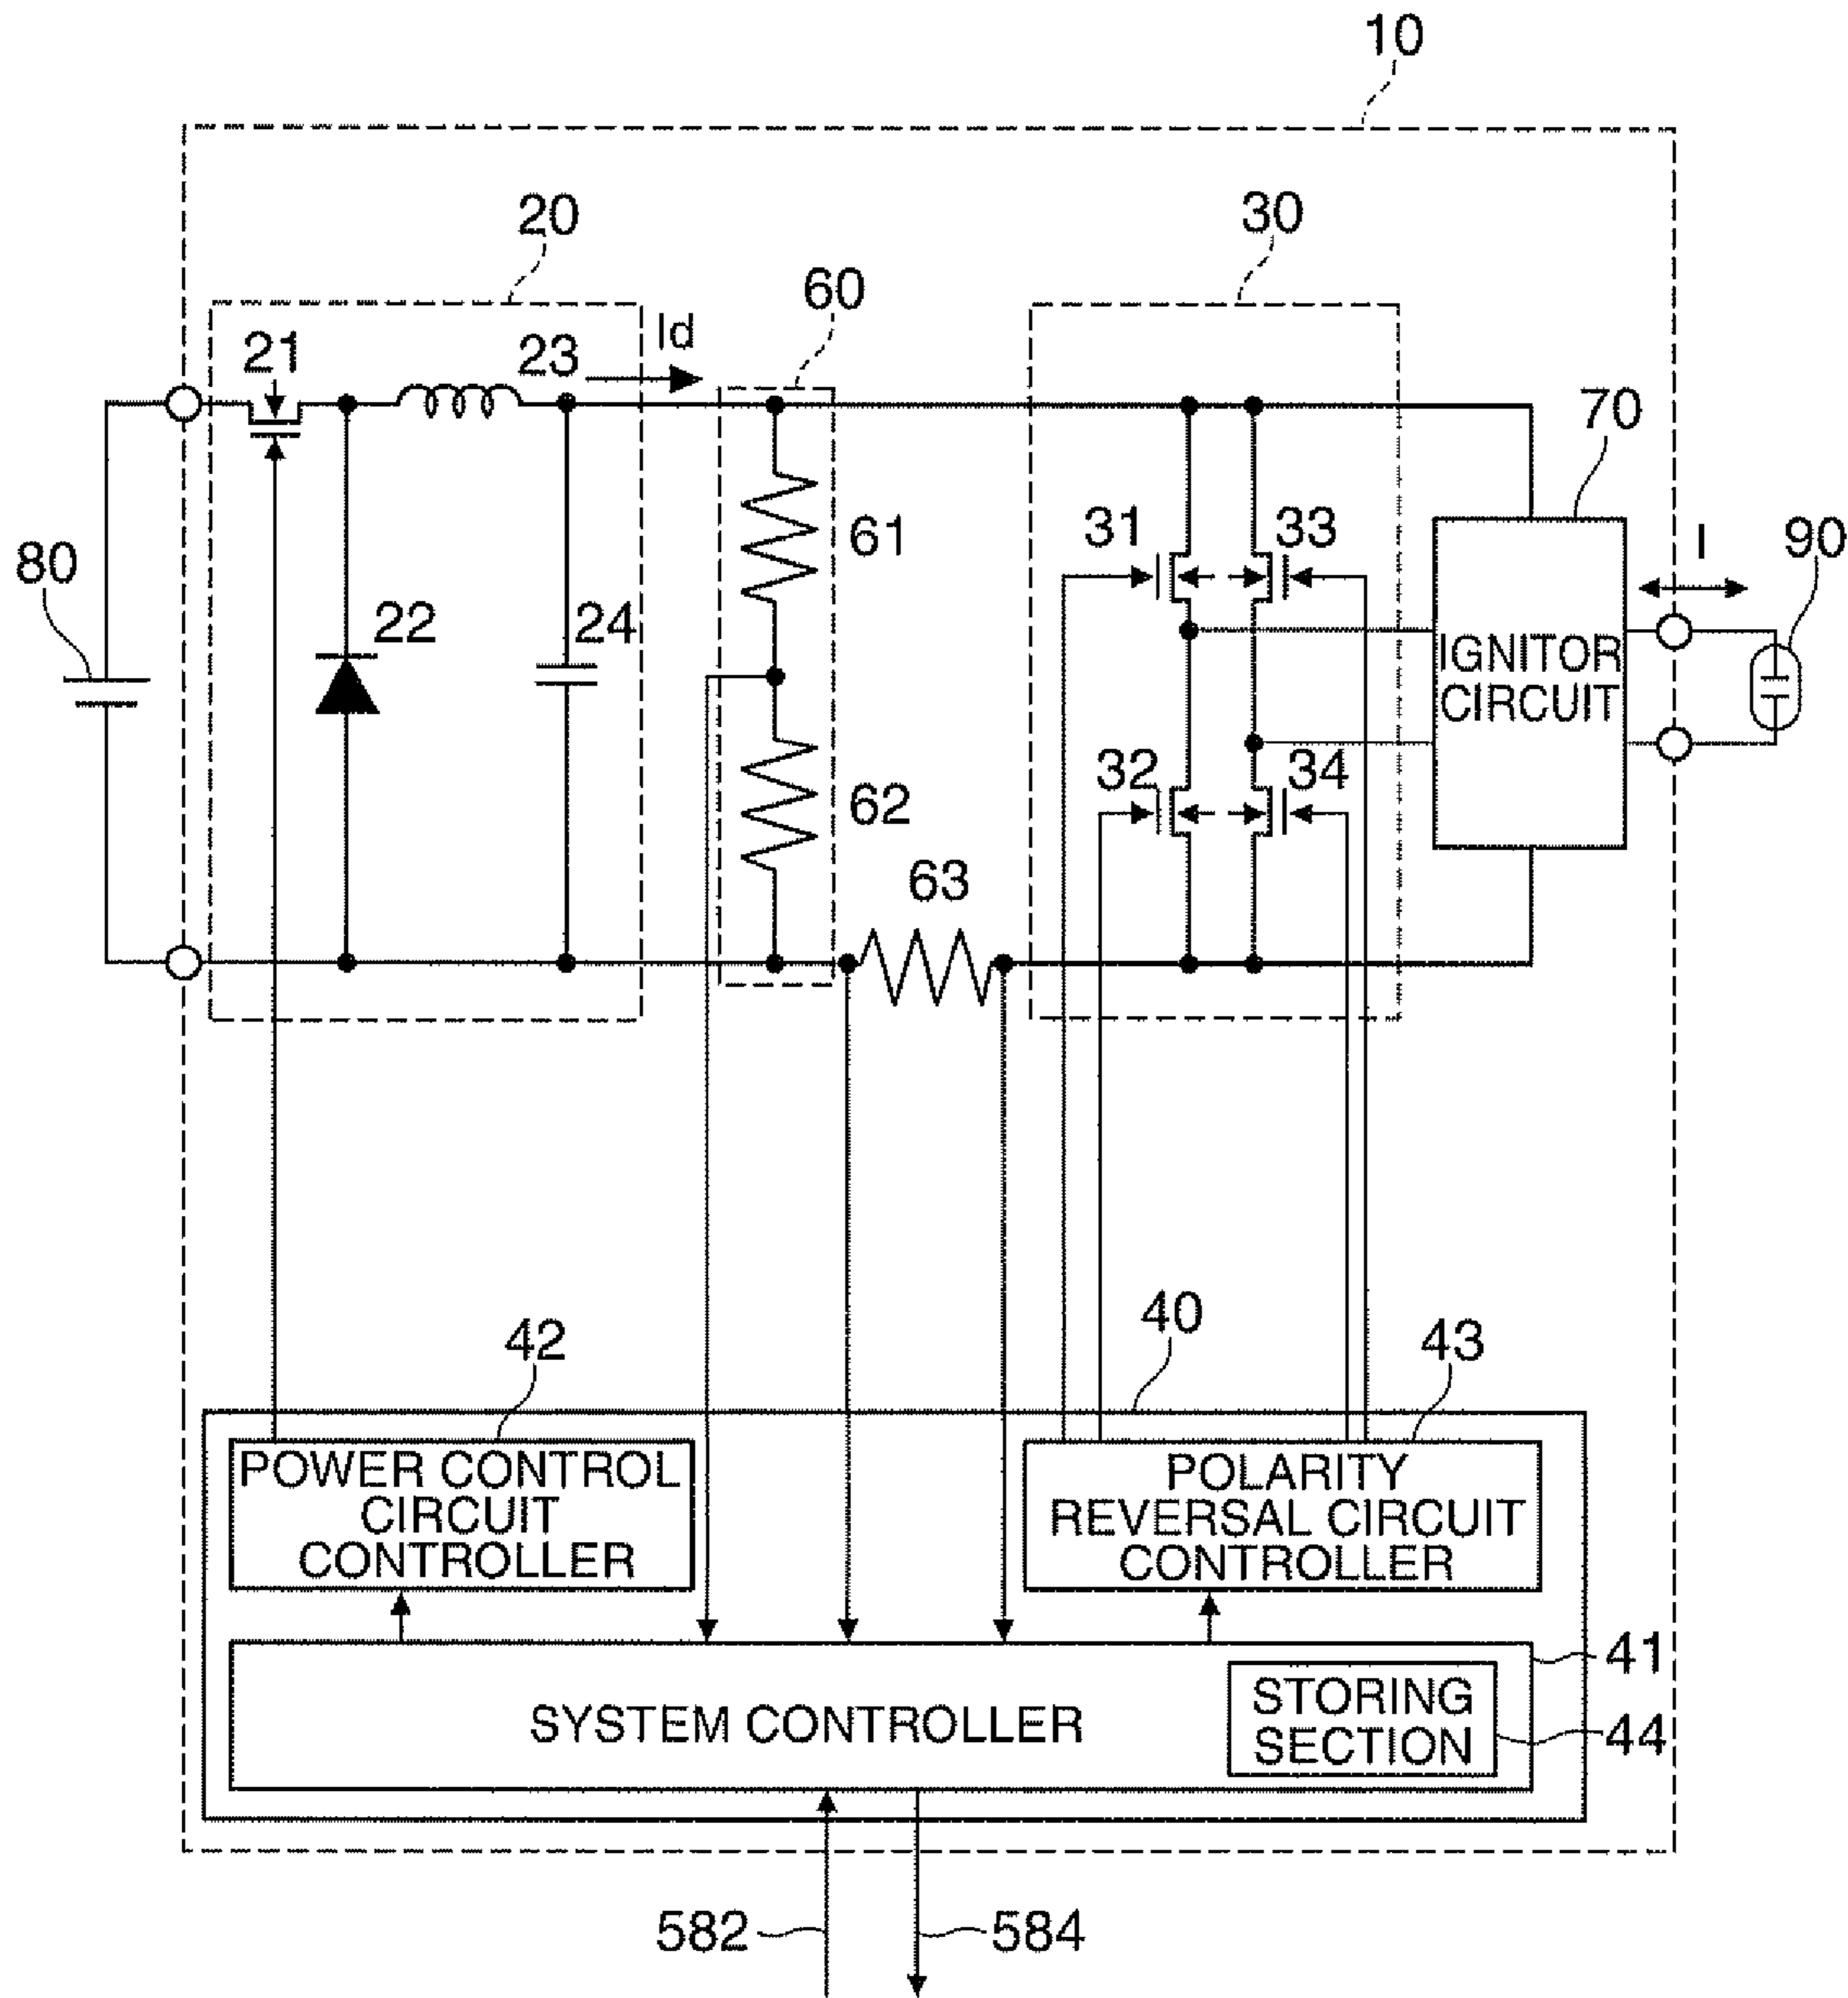 10
20
30
60
Id
21
23
70
61
31
33
I
90
80
22
24
IGNITOR
CIRCUIT
32
34
62
63
40
42
43
POWER CONTROL
CIRCUIT
CONTROLLER
POLARITY
REVERSAL CIRCUIT
CONTROLLER
41
SYSTEM CONTROLLER
STORING
SECTION
44
582
584